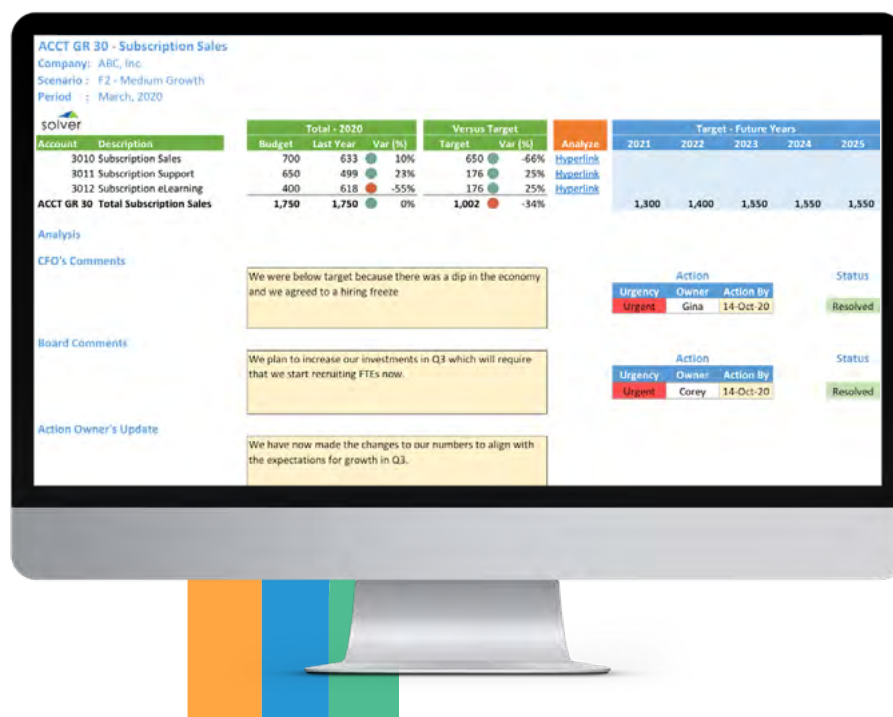 ACCT GR 30 - Subscription Sales
Company: ABC, Inc.
Scenario : F2 - Medium Growth
Period : March, 2020
solver
Total - 2020 Versus Target Target - Future Years
Account Description Budget Last Year Var (%) Target Var (%) Analyze 2021 2022 2023 2024 2025
3010 Subscription Sales 700 633 10% 650 -66% Hyperlink
3011 Subscription Support 650 499 23% 176 25% Hyperlink
3012 Subscription eLearning 400 618 -55% 176 25% Hyperlink
ACCT GR 30 Total Subscription Sales 1,750 1,750 0% 1,002 -34% 1,300 1,400 1,550 1,550 1,550
Analysis
CFO's Comments
We were below target because there was a dip in the economy
and we agreed to a hiring freeze
Action Status
Urgency Owner Action By
Urgent Gina 14-Oct-20 Resolved
Board Comments
We plan to increase our investments in Q3 which will require
that we start recruiting FTEs now.
Action Status
Urgency Owner Action By
Urgent Corey 14-Oct-20 Resolved
Action Owner's Update
We have now made the changes to our numbers to align with
the expectations for growth in Q3.